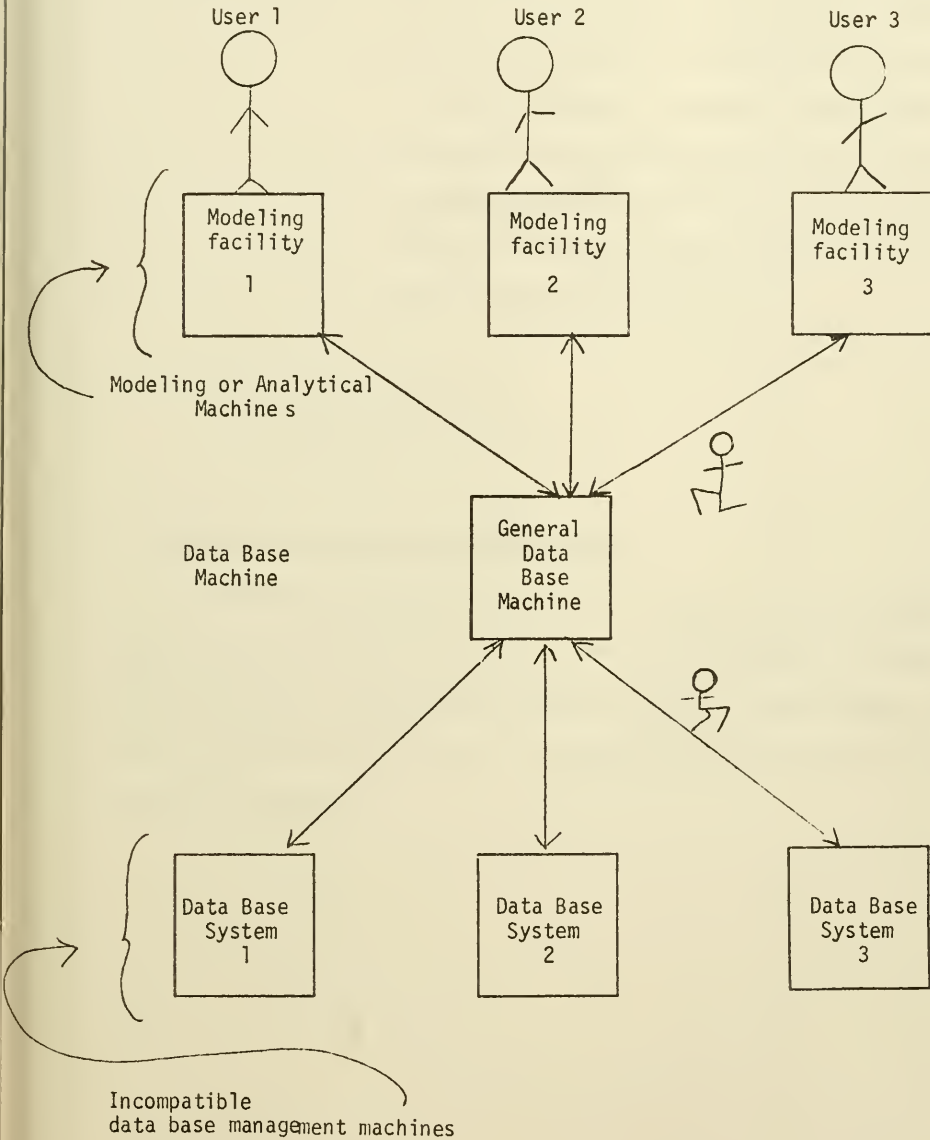 User 1
User 2
User 3
Modeling
facility
1
Modeling
facility
2
Modeling
facility
3
Modeling or Analytical
Machines
Data Base
Machine
General
Data
Base
Machine
Data Base
System
1
Data Base
System
2
Data Base
System
3
Incompatible
data base management machines